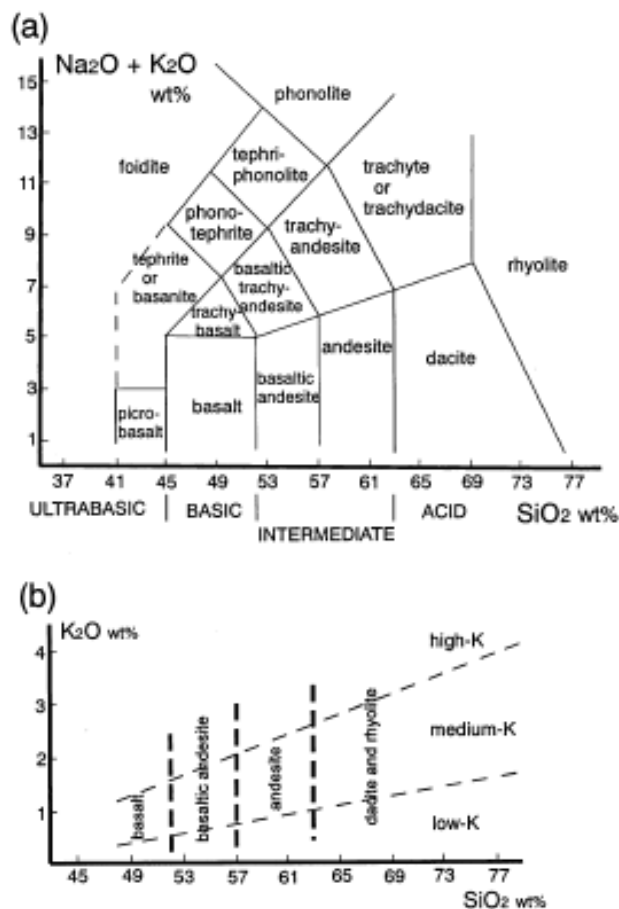 (a)
Na2O + K2O
wt%
15
13
11
9
7
5
3
1
phonolite
foidite
tephri-
phonolite
trachyte
or
trachydacite
phono-
tephrite
trachy-
andesite
tephrite
or
basanite
basaltic
trachy-
andesite
rhyolite
trachy-
basalt
andesite
dacite
picro-
basalt
basalt
basaltic
andesite
37 41 45 49 53 57 61 65 69 73 77
ULTRABASIC | BASIC | INTERMEDIATE | ACID SiO2 wt%
(b)
K2O wt%
4
3
2
1
high-K
medium-K
low-K
basalt
basaltic andesite
andesite
dacite and rhyolite
45 49 53 57 61 65 69 73 77
SiO2 wt%